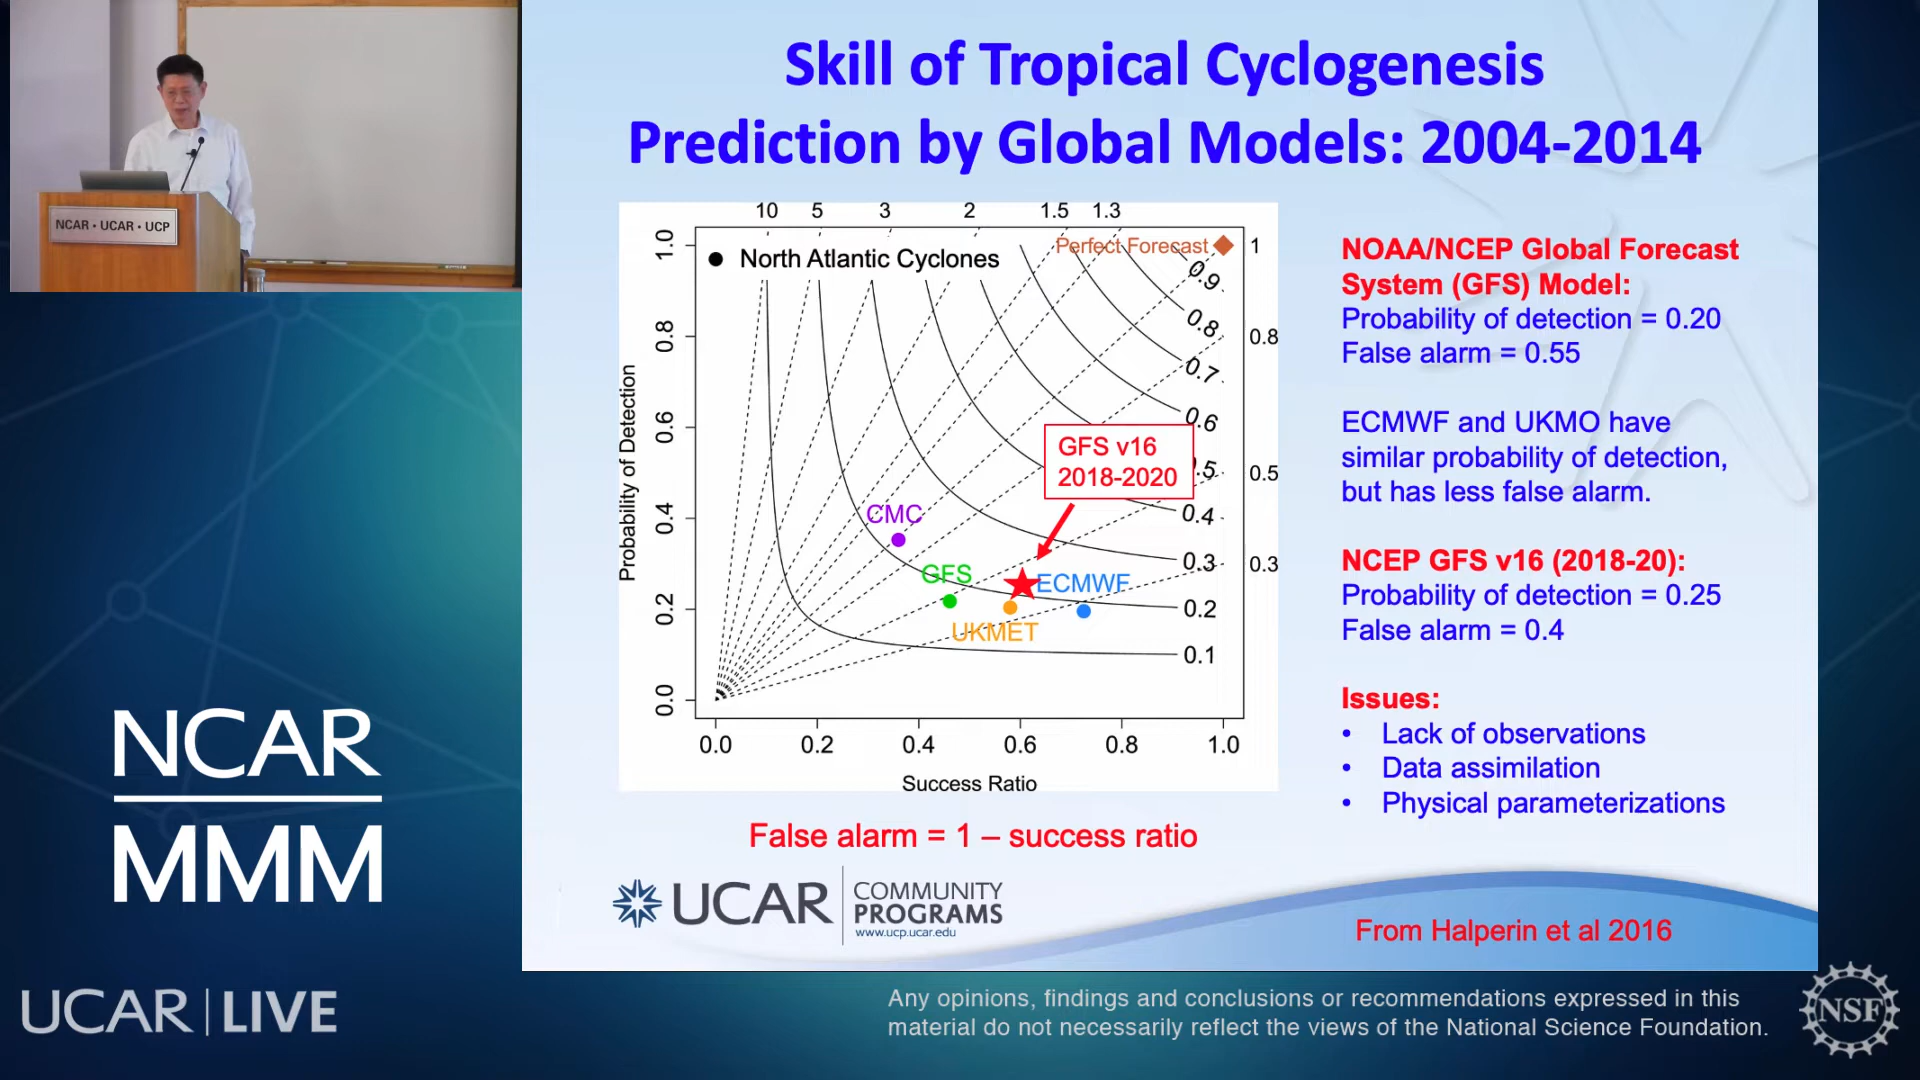 NCAR • UCAR • UCP
Skill of Tropical Cyclogenesis
Prediction by Global Models: 2004-2014
10 5 3 2 1.5 1.3
Perfect Forecast 1
North Atlantic Cyclones
0.9
0.8
0.7
0.6
0.5
0.4
0.3
0.2
0.1
0.8
0.5
0.3
1.0
0.8
0.6
0.4
0.2
0.0
Probability of Detection
GFS v16
2018-2020
CMC
GFS
ECMWF
UKMET
0.0 0.2 0.4 0.6 0.8 1.0
Success Ratio
False alarm = 1 – success ratio
NOAA/NCEP Global Forecast
System (GFS) Model:
Probability of detection = 0.20
False alarm = 0.55
ECMWF and UKMO have
similar probability of detection,
but has less false alarm.
NCEP GFS v16 (2018-20):
Probability of detection = 0.25
False alarm = 0.4
Issues:
• Lack of observations
• Data assimilation
• Physical parameterizations
UCAR COMMUNITY
PROGRAMS
www.ucp.ucar.edu
From Halperin et al 2016
NCAR
MMM
UCAR | LIVE
Any opinions, findings and conclusions or recommendations expressed in this
material do not necessarily reflect the views of the National Science Foundation.
NSF